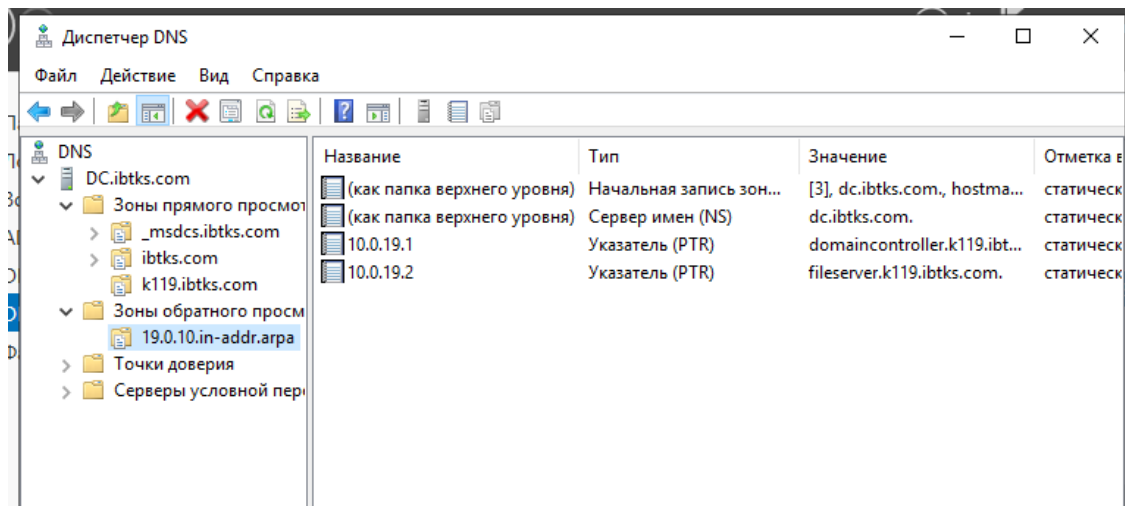 Диспетчер DNS
Файл Действие Вид Справка
DNS
DC.ibtks.com
Зоны прямого просмот
_msdcs.ibtks.com
ibtks.com
k119.ibtks.com
Зоны обратного просм
19.0.10.in-addr.arpa
Точки доверия
Серверы условной пер
Название Тип Значение Отметка в
(как папка верхнего уровня) Начальная запись зон... [3], dc.ibtks.com., hostma... статическ
(как папка верхнего уровня) Сервер имен (NS) dc.ibtks.com. статическ
10.0.19.1 Указатель (PTR) domaincontroller.k119.ibt... статическ
10.0.19.2 Указатель (PTR) fileserver.k119.ibtks.com. статическ